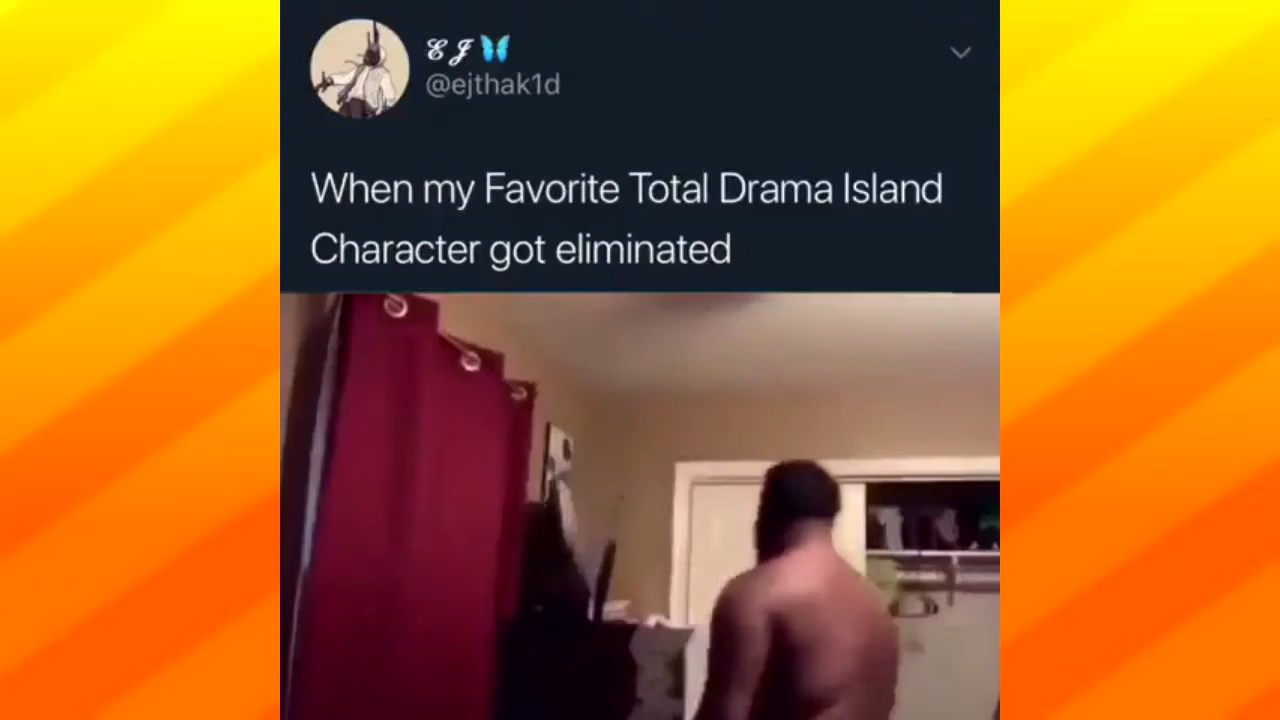 ℰ𝒥 🦋
@ejthak1d
When my Favorite Total Drama Island
Character got eliminated